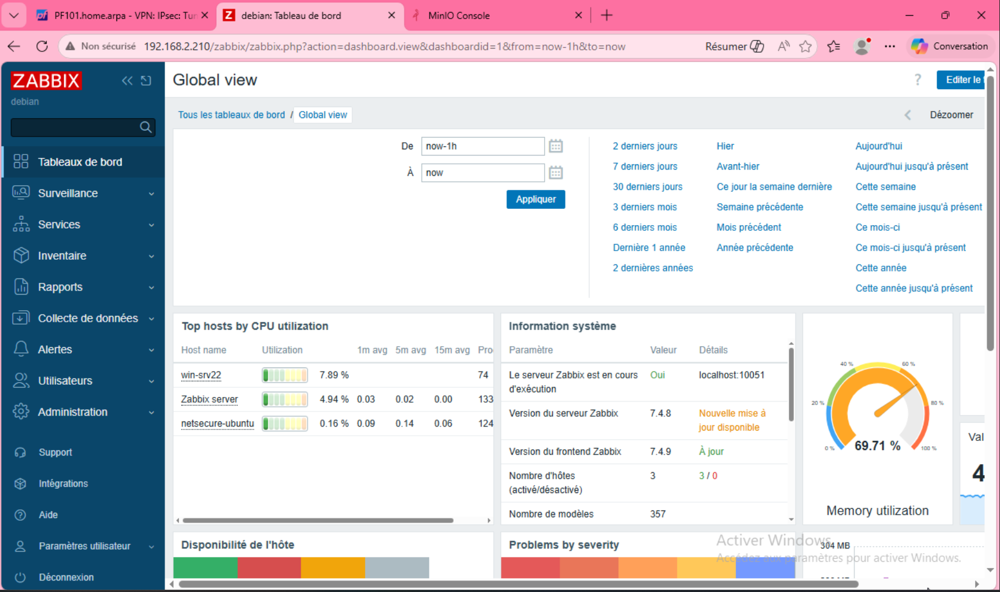 PF101.home.arpa - VPN: IPsec: Tun
debian: Tableau de bord
MinIO Console
Non sécurisé
192.168.2.210/zabbix/zabbix.php?action=dashboard.view&dashboardid=1&from=now-1h&to=now
Résumer
Conversation
ZABBIX
debian
Tableaux de bord
Surveillance
Services
Inventaire
Rapports
Collecte de données
Alertes
Utilisateurs
Administration
Support
Intégrations
Aide
Paramètres utilisateur
Déconnexion
Global view
?
Editer le t
Tous les tableaux de bord / Global view
Dézoomer
De now-1h
À now
Appliquer
2 derniers jours
7 derniers jours
30 derniers jours
3 derniers mois
6 derniers mois
Dernière 1 année
2 dernières années
Hier
Avant-hier
Ce jour la semaine dernière
Semaine précédente
Mois précédent
Année précédente
Aujourd'hui
Aujourd'hui jusqu'à présent
Cette semaine
Cette semaine jusqu'à présent
Ce mois-ci
Ce mois-ci jusqu'à présent
Cette année
Cette année jusqu'à présent
Top hosts by CPU utilization
Host name Utilization 1m avg 5m avg 15m avg Pro
win-srv22 7.89 % 74
Zabbix server 4.94 % 0.03 0.02 0.00 133
netsecure-ubuntu 0.16 % 0.09 0.14 0.06 124
Information système
Paramètre Valeur Détails
Le serveur Zabbix est en cours Oui localhost:10051
d'exécution
Version du serveur Zabbix 7.4.8 Nouvelle mise à
jour disponible
Version du frontend Zabbix 7.4.9 À jour
Nombre d'hôtes 3 3 / 0
(activé/désactivé)
Nombre de modèles 357
40 % 60 %
20 % 80 %
0 % 69.71 % 100 %
Memory utilization
Val
4
Disponibilité de l'hôte
Problems by severity
304 MB
Activer Windows
Accédez aux paramètres pour activer Windows.